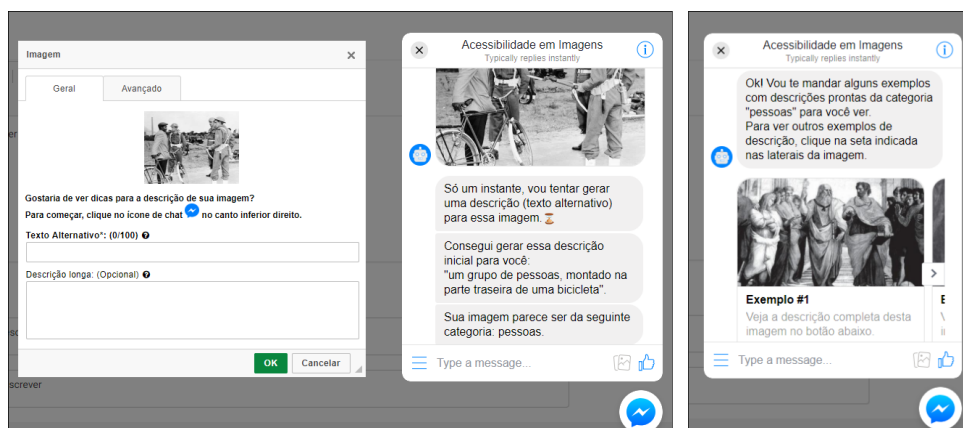 Imagem
Geral
Avançado
Gostaria de ver dicas para a descrição de sua imagem?
Para começar, clique no ícone de chat no canto inferior direito.
Texto Alternativo*: (0/100)
Descrição longa: (Opcional)
OK
Cancelar
screver
Acessibilidade em Imagens
Typically replies instantly
Só um instante, vou tentar gerar
uma descrição (texto alternativo)
para essa imagem.
Consegui gerar essa descrição
inicial para você:
"um grupo de pessoas, montado na
parte traseira de uma bicicleta".
Sua imagem parece ser da seguinte
categoria: pessoas.
Type a message...
Acessibilidade em Imagens
Typically replies instantly
Ok! Vou te mandar alguns exemplos
com descrições prontas da categoria
"pessoas" para você ver.
Para ver outros exemplos de
descrição, clique na seta indicada
nas laterais da imagem.
Exemplo #1
Veja a descrição completa desta
imagem no botão abaixo.
Type a message...